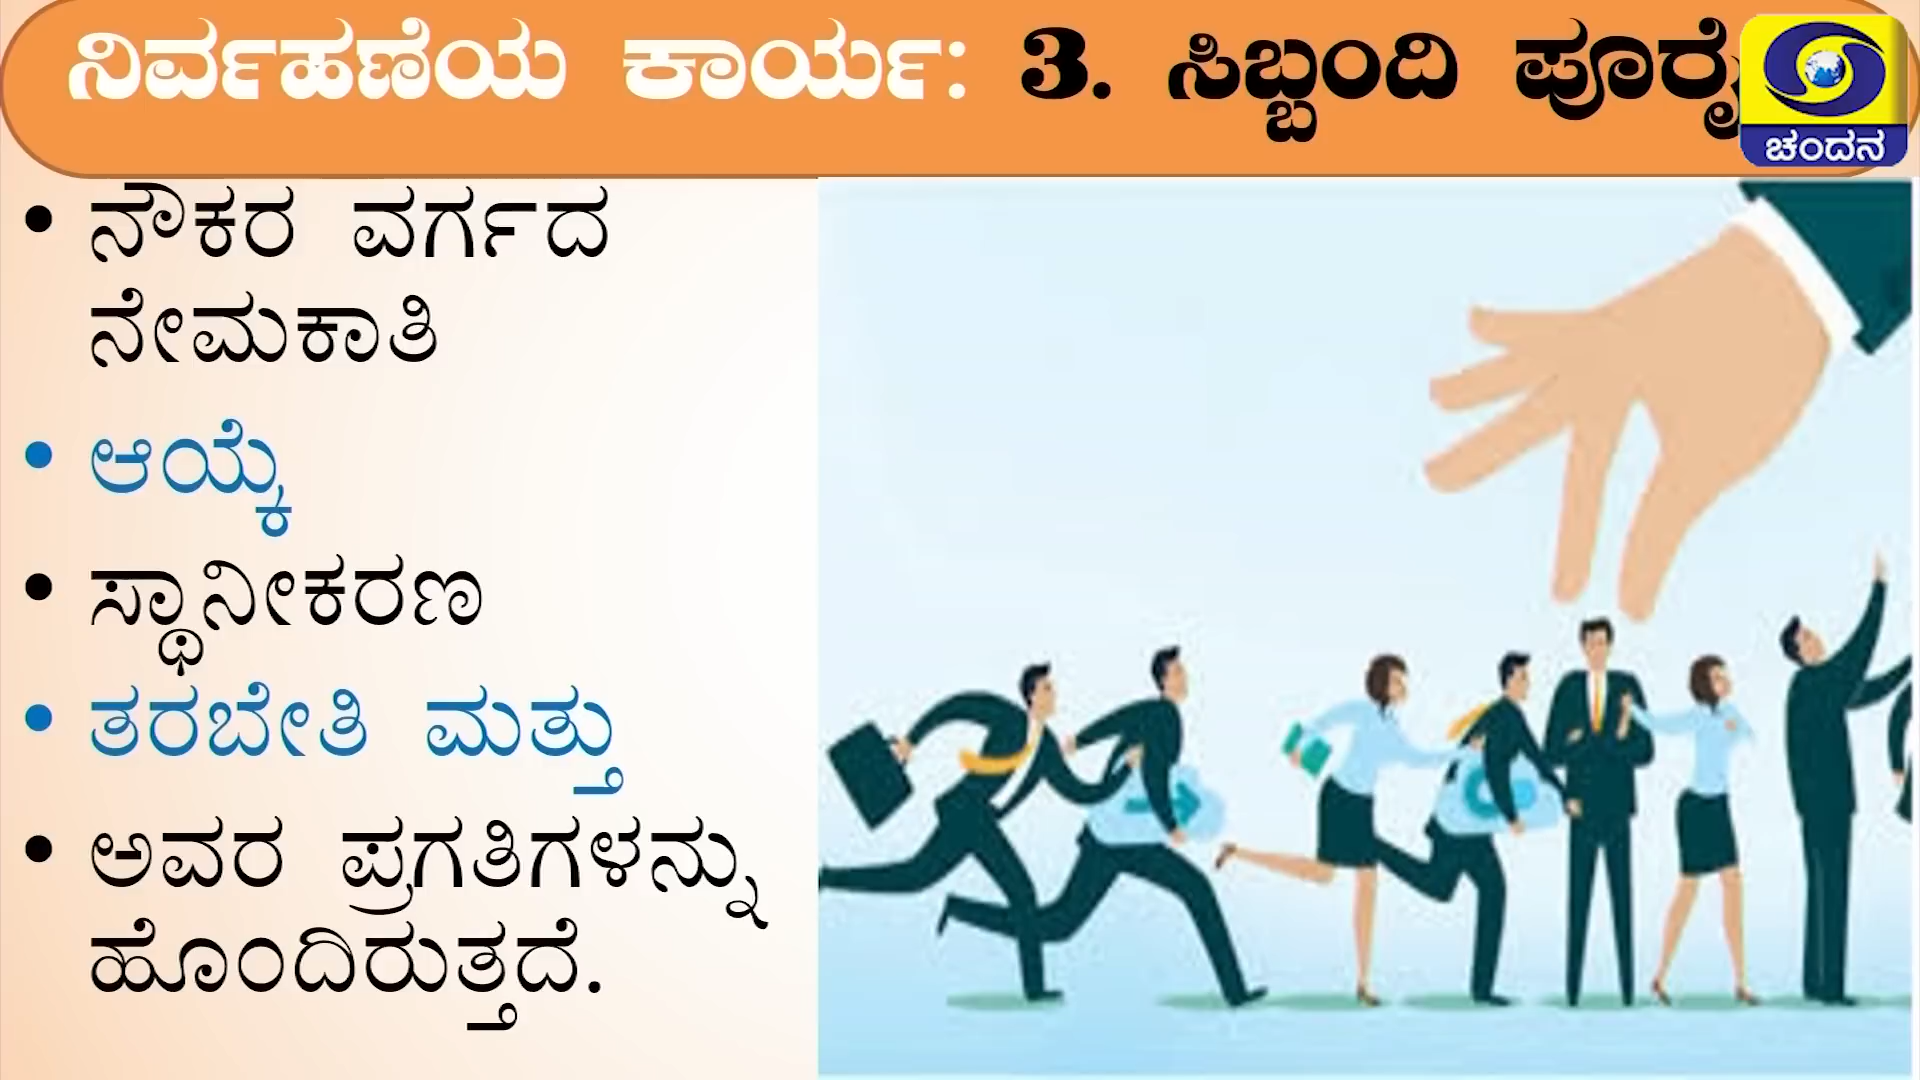 ನಿರ್ವಹಣೆಯ ಕಾರ್ಯ: 3. ಸಿಬ್ಬಂದಿ
ಚಂದನ
• ನೌಕರ ವರ್ಗದ
ನೇಮಕಾತಿ
• ಆಯ್ಕೆ
• ಸ್ಥಾನೀಕರಣ
• ತರಬೇತಿ ಮತ್ತು
• ಅವರ ಪ್ರಗತಿಗಳನ್ನು
ಹೊಂದಿರುತ್ತದೆ.